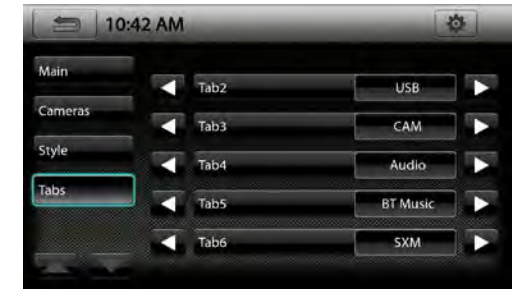 10:42 AM
Main
Cameras
Style
Tabs
Tab2 USB
Tab3 CAM
Tab4 Audio
Tab5 BT Music
Tab6 SXM